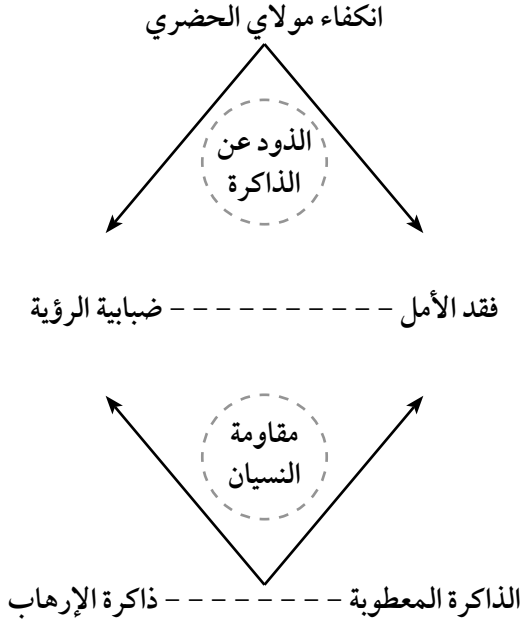 انكفاء مولاي الحضري
الذود عن
الذاكرة
فقد الأمل – – – – – – – – – – ضبابية الرؤية
مقاومة
النسيان
الذاكرة المعطوبة – – – – – – – – ذاكرة الإرهاب